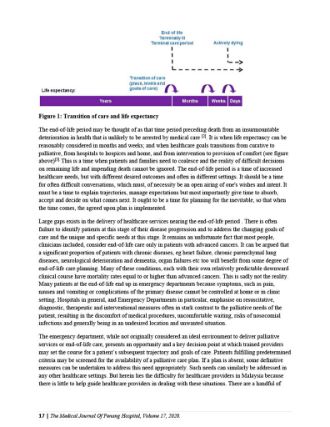 End of life
Terminally ill
Terminal care period
Actively dying
Transition of care
(place, levels and
goals of care)
Life expectancy
Years
Months
Weeks
Days
Figure 1: Transition of care and life expectancy
The end-of-life period may be thought of as that time period preceding death from an insurmountable
deterioration in health that is unlikely to be arrested by medical care [2]. It is when life expectancy can be
reasonably considered in months and weeks; and when healthcare goals transitions from curative to
palliative, from hospitals to hospices and home, and from intervention to provision of comfort (see figure
above)[3]. This is a time when patients and families need to coalesce and the reality of difficult decisions
on remaining life and impending death cannot be ignored. The end-of-life period is a time of increased
healthcare needs, but with different desired outcomes and often in different settings. It should be a time
for often difficult conversations, which must, of necessity be an open airing of one's wishes and intent. It
must be a time to explain trajectories, manage expectations but most importantly give time to absorb,
accept and decide on what comes next. It ought to be a time for planning for the inevitable, so that when
the time comes, the agreed upon plan is implemented.
Large gaps exists in the delivery of healthcare services nearing the end-of-life period . There is often
failure to identify patients at this stage of their disease progression and to address the changing goals of
care and the unique and specific needs at this stage. It remains an unfortunate fact that most people,
clinicians included, consider end-of-life care only in patients with advanced cancers. It can be argued that
a significant proportion of patients with chronic diseases, eg heart failure, chronic parenchymal lung
diseases, neurological deterioration and dementia, organ failures etc too will benefit from some degree of
end-of-life care planning. Many of these conditions, each with their own relatively predictable downward
clinical course have mortality rates equal to or higher than advanced cancers. This is sadly not the reality.
Many patients at the end-of-life end up in emergency departments because symptoms, such as pain,
nausea and vomiting or complications of the primary disease cannot be controlled at home or in clinic
setting. Hospitals in general, and Emergency Departments in particular, emphasise on resuscitative,
diagnostic, therapeutic and interventional measures often in stark contrast to the palliative needs of the
patient, resulting in the discomfort of medical procedures, uncomfortable waiting, risks of nosocomial
infections and generally being in an undesired location and unwanted situation.
The emergency department, while not originally considered an ideal environment to deliver palliative
services or end-of-life care, presents an opportunity and a key decision point at which trained providers
may set the course for a patient's subsequent trajectory and goals of care. Patients fulfilling predetermined
criteria may be screened for the availability of a palliative care plan. If a plan is absent, some definitive
measures can be undertaken to address this need appropriately. Such needs can similarly be addressed in
any other healthcare settings. But herein lies the difficulty for healthcare providers in Malaysia because
there is little to help guide healthcare providers in dealing with these situations. There are a handful of
17 | The Medical Journal Of Penang Hospital, Volume 17, 2020.